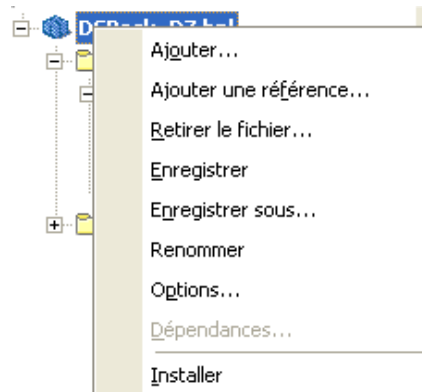 Ajouter...
Ajouter une référence...
Retirer le fichier...
Enregistrer
Enregistrer sous...
Renommer
Options...
Dépendances...
Installer